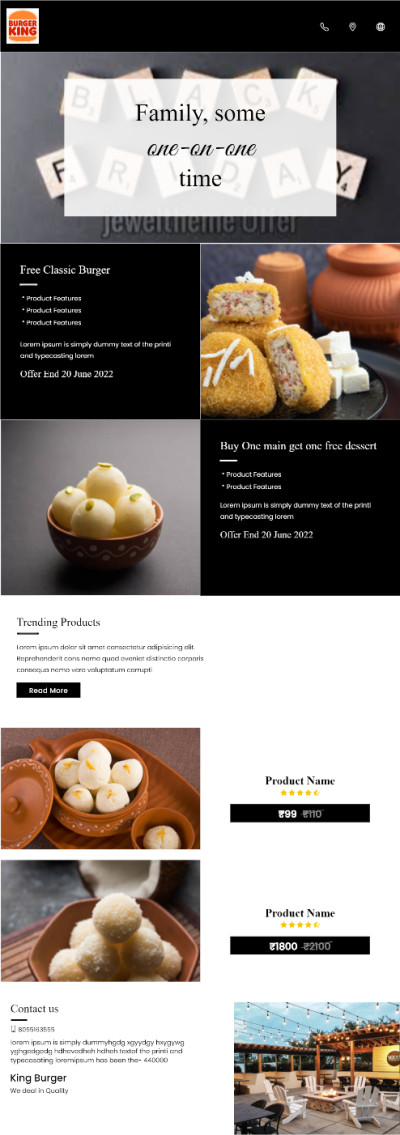 BURGER
KING
BLACK
Family, some
one-on-one
time
FRIDAY
jeweltheme Offer
Free Classic Burger
* Product Features
* Product Features
* Product Features
Lorem ipsum is simply dummy text of the printi
and typecasting lorem
Offer End 20 June 2022
Buy One main get one free dessert
* Product Features
* Product Features
Lorem ipsum is simply dummy text of the printi
and typecasting lorem
Offer End 20 June 2022
Trending Products
Lorem ipsum dolor sit amet consectetur adipisicing elit.
Reprehenderit cons nemo quod eveniet distinctio corporis
consequa nemo vero voluptatum corrupti
Read More
Product Name
₹99 ₹110
Product Name
₹1800 ₹2100
Contact us
8055163555
lorem ipsum is simply dummyhgdg xgyydgy hxygywg
yghgedgedg hdhevodheh hdheh textof the printi and
typecasating loremipsum has been the- 440000
King Burger
We deal in Quality